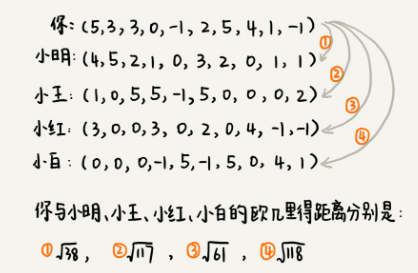 你：(5,3,3,0,-1,2,5,4,1,-1)
小明：(4,5,2,1,0,3,2,0,1,1) ①
小王：(1,0,5,5,-1,5,0,0,0,2) ②
小红：(3,0,0,3,0,2,0,4,-1,-1) ③
小白：(0,0,0,-1,5,-1,5,0,4,1) ④
你与小明、小王、小红、小白的欧几里得距离分别是：
①√38， ②√117 ，③√61 ，④√118